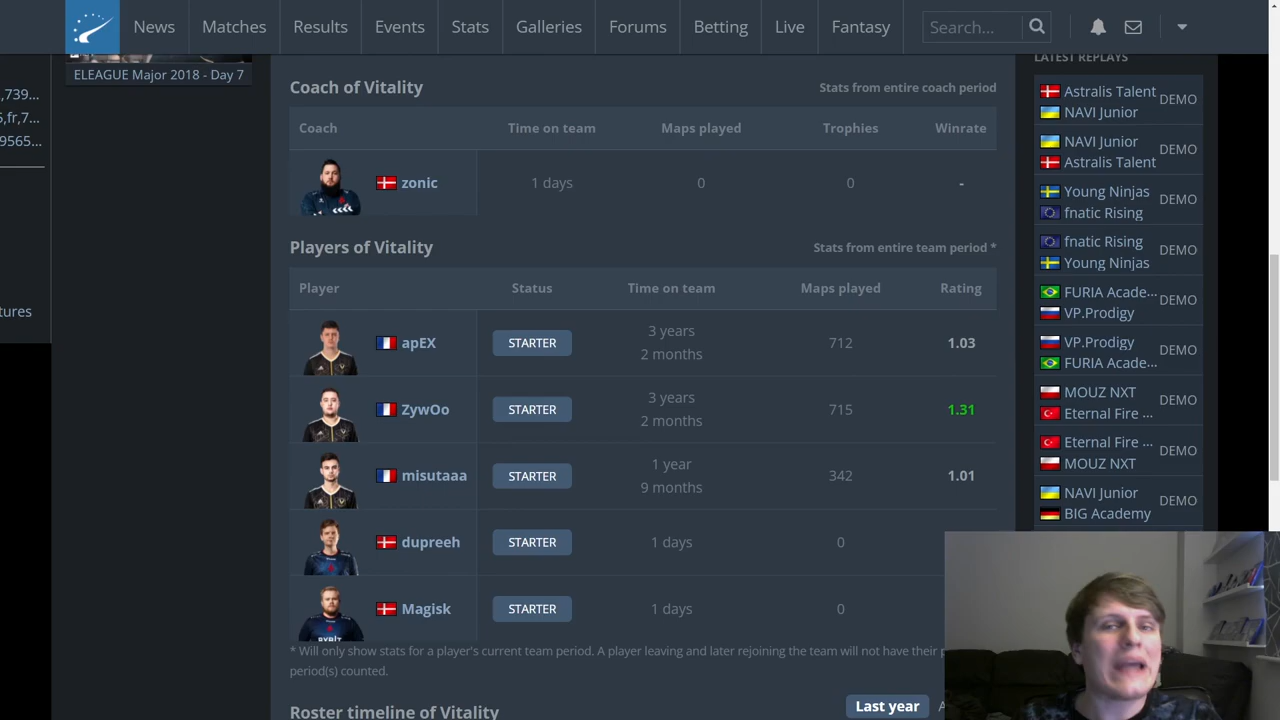 News Matches Results Events Stats Galleries Forums Betting Live Fantasy Search...
,739...
5,fr,7...
9565...
tures
ELEAGUE Major 2018 - Day 7
Coach of Vitality Stats from entire coach period
Coach Time on team Maps played Trophies Winrate
zonic 1 days 0 0 -
Players of Vitality Stats from entire team period *
Player Status Time on team Maps played Rating
apEX STARTER 3 years 2 months 712 1.03
ZywOo STARTER 3 years 2 months 715 1.31
misutaaa STARTER 1 year 9 months 342 1.01
dupreeh STARTER 1 days 0
Magisk STARTER 1 days 0
* Will only show stats for a player's current team period. A player leaving and later rejoining the team will not have their
period(s) counted.
Roster timeline of Vitality Last year
LATEST REPLAYS
Astralis Talent
NAVI Junior DEMO
NAVI Junior
Astralis Talent DEMO
Young Ninjas
fnatic Rising DEMO
fnatic Rising
Young Ninjas DEMO
FURIA Acade...
VP.Prodigy DEMO
VP.Prodigy
FURIA Acade... DEMO
MOUZ NXT
Eternal Fire ... DEMO
Eternal Fire ...
MOUZ NXT DEMO
NAVI Junior
BIG Academy DEMO